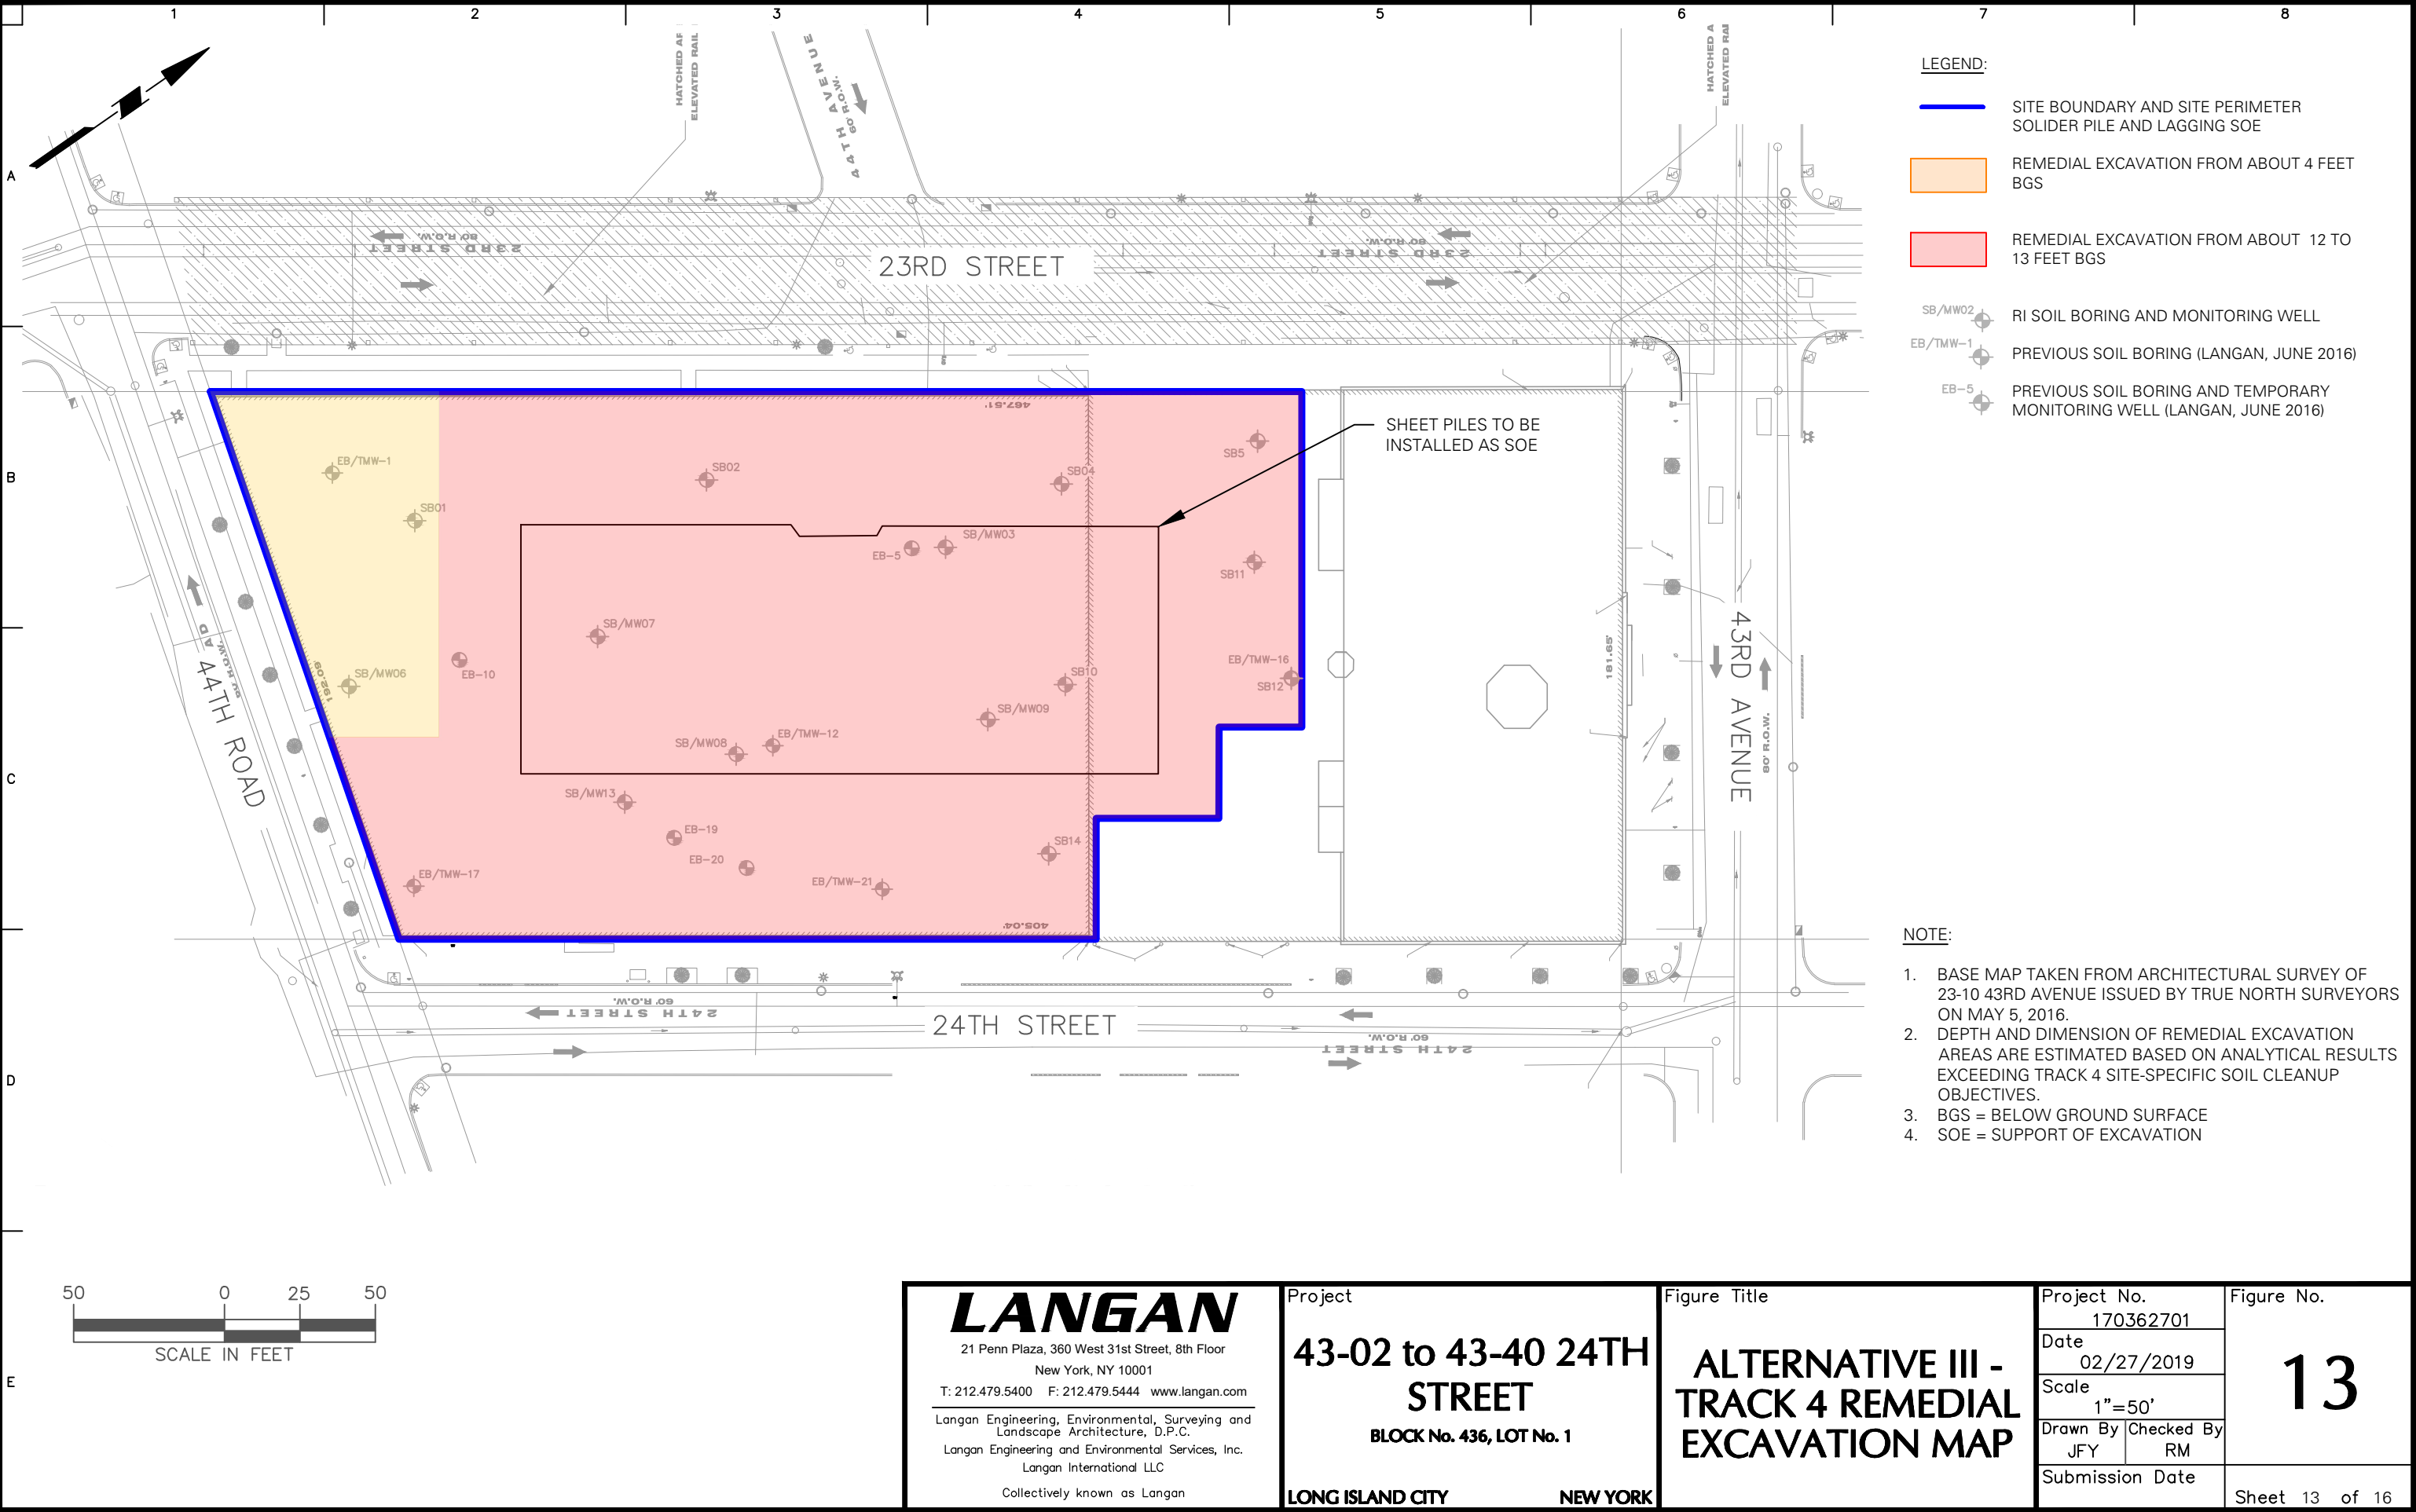 1 2 3 4 5 6 7 8
A
B
C
D
E
HATCHED
ELEVATED RAIL
44TH AVENUE
60' R.O.W.
HATCHED A
ELEVATED RAI
23RD STREET
80' R.O.W.
23RD STREET
23RD STREET
80' R.O.W.
467.51'
SHEET PILES TO BE
INSTALLED AS SOE
EB/TMW-1
SB01
SB02
SB04
SB5
EB-5
SB/MW03
SB11
SB/MW07
SB/MW06
EB-10
SB10
EB/TMW-16
SB12
SB/MW09
SB/MW08
EB/TMW-12
SB/MW13
EB-19
EB-20
SB14
EB/TMW-17
EB/TMW-21
405.04'
192.09'
181.65'
44TH ROAD
43RD AVENUE
80' R.O.W.
60' R.O.W.
24TH STREET
24TH STREET
60' R.O.W.
24TH STREET
LEGEND:
SITE BOUNDARY AND SITE PERIMETER
SOLIDER PILE AND LAGGING SOE
REMEDIAL EXCAVATION FROM ABOUT 4 FEET
BGS
REMEDIAL EXCAVATION FROM ABOUT 12 TO
13 FEET BGS
SB/MW02 RI SOIL BORING AND MONITORING WELL
EB/TMW-1 PREVIOUS SOIL BORING (LANGAN, JUNE 2016)
EB-5 PREVIOUS SOIL BORING AND TEMPORARY
MONITORING WELL (LANGAN, JUNE 2016)
NOTE:
1. BASE MAP TAKEN FROM ARCHITECTURAL SURVEY OF
23-10 43RD AVENUE ISSUED BY TRUE NORTH SURVEYORS
ON MAY 5, 2016.
2. DEPTH AND DIMENSION OF REMEDIAL EXCAVATION
AREAS ARE ESTIMATED BASED ON ANALYTICAL RESULTS
EXCEEDING TRACK 4 SITE-SPECIFIC SOIL CLEANUP
OBJECTIVES.
3. BGS = BELOW GROUND SURFACE
4. SOE = SUPPORT OF EXCAVATION
50 0 25 50
SCALE IN FEET
LANGAN
21 Penn Plaza, 360 West 31st Street, 8th Floor
New York, NY 10001
T: 212.479.5400 F: 212.479.5444 www.langan.com
Langan Engineering, Environmental, Surveying and
Landscape Architecture, D.P.C.
Langan Engineering and Environmental Services, Inc.
Langan International LLC
Collectively known as Langan
Project
43-02 to 43-40 24TH
STREET
BLOCK No. 436, LOT No. 1
LONG ISLAND CITY NEW YORK
Figure Title
ALTERNATIVE III -
TRACK 4 REMEDIAL
EXCAVATION MAP
Project No.
170362701
Date
02/27/2019
Scale
1"=50'
Drawn By Checked By
JFY RM
Submission Date
Figure No.
13
Sheet 13 of 16